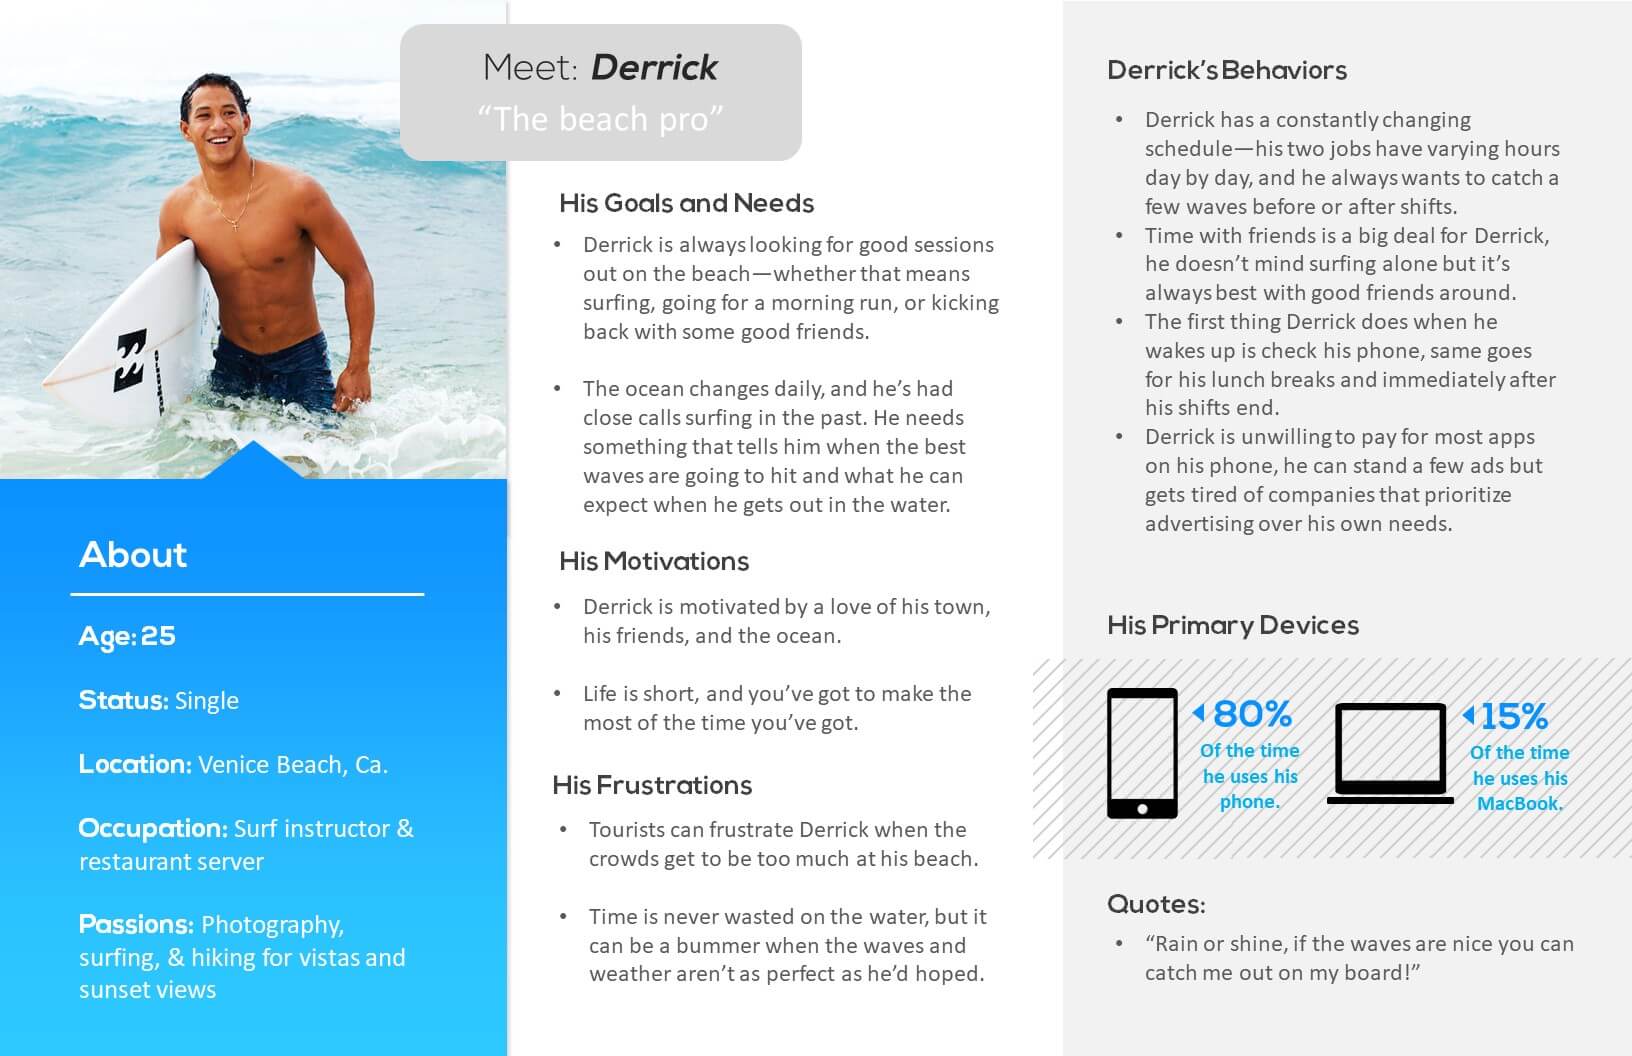 Meet: Derrick
“The beach pro”
About
Age: 25
Status: Single
Location: Venice Beach, Ca.
Occupation: Surf instructor &
restaurant server
Passions: Photography,
surfing, & hiking for vistas and
sunset views
His Goals and Needs
• Derrick is always looking for good sessions
out on the beach—whether that means
surfing, going for a morning run, or kicking
back with some good friends.
• The ocean changes daily, and he’s had
close calls surfing in the past. He needs
something that tells him when the best
waves are going to hit and what he can
expect when he gets out in the water.
His Motivations
• Derrick is motivated by a love of his town,
his friends, and the ocean.
• Life is short, and you’ve got to make the
most of the time you’ve got.
His Frustrations
• Tourists can frustrate Derrick when the
crowds get to be too much at his beach.
• Time is never wasted on the water, but it
can be a bummer when the waves and
weather aren’t as perfect as he’d hoped.
Derrick’s Behaviors
• Derrick has a constantly changing
schedule—his two jobs have varying hours
day by day, and he always wants to catch a
few waves before or after shifts.
• Time with friends is a big deal for Derrick,
he doesn’t mind surfing alone but it’s
always best with good friends around.
• The first thing Derrick does when he
wakes up is check his phone, same goes
for his lunch breaks and immediately after
his shifts end.
• Derrick is unwilling to pay for most apps
on his phone, he can stand a few ads but
gets tired of companies that prioritize
advertising over his own needs.
His Primary Devices
80%
Of the time
he uses his
phone.
15%
Of the time
he uses his
MacBook.
Quotes:
• “Rain or shine, if the waves are nice you can
catch me out on my board!”